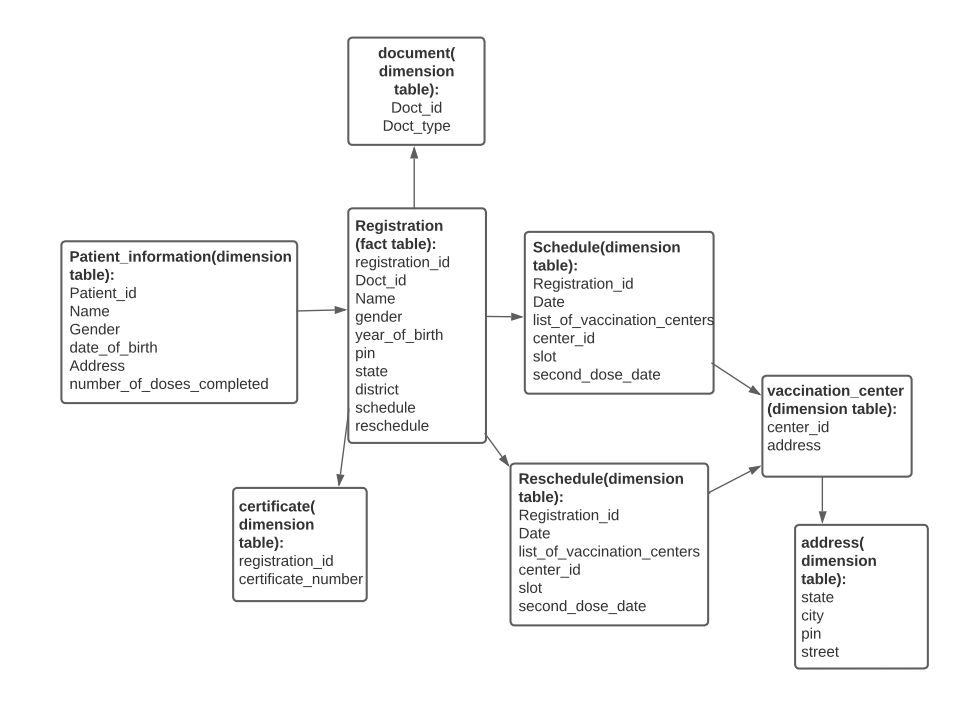 document(
dimension
table):
Doct_id
Doct_type
Patient_information(dimension
table):
Patient_id
Name
Gender
date_of_birth
Address
number_of_doses_completed
Registration
(fact table):
registration_id
Doct_id
Name
gender
year_of_birth
pin
state
district
schedule
reschedule
Schedule(dimension
table):
Registration_id
Date
list_of_vaccination_centers
center_id
slot
second_dose_date
vaccination_center
(dimension table):
center_id
address
certificate(
dimension
table):
registration_id
certificate_number
Reschedule(dimension
table):
Registration_id
Date
list_of_vaccination_centers
center_id
slot
second_dose_date
address(
dimension
table):
state
city
pin
street